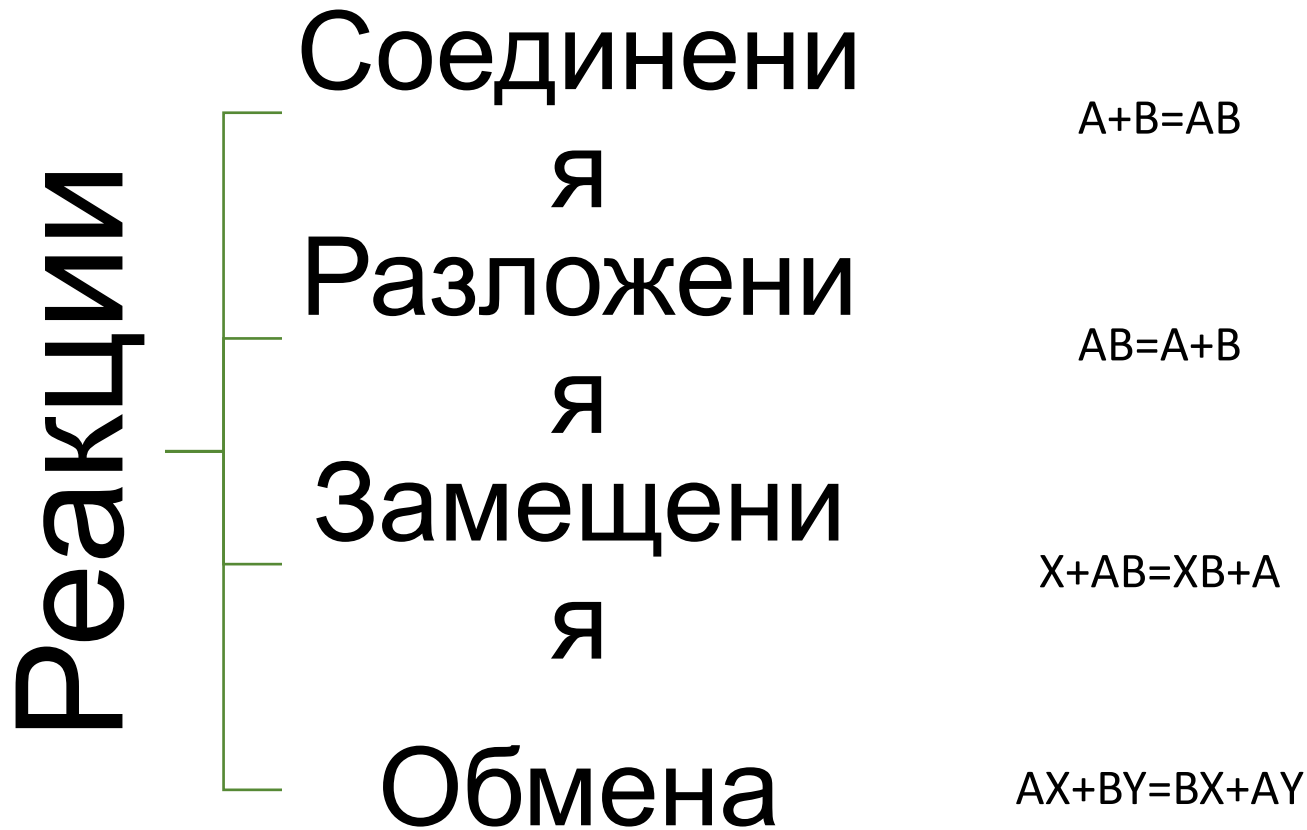 Реакции
Соединени
я
A+B=AB
Разложени
я
AB=A+B
Замещени
я
X+AB=XB+A
Обмена
AX+BY=BX+AY